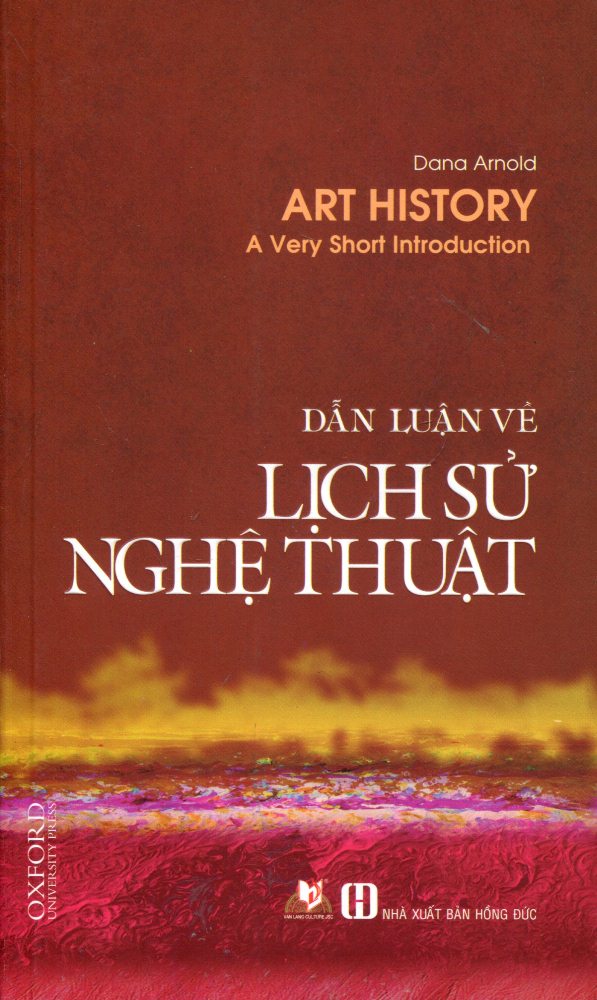 Dana Arnold
ART HISTORY
A Very Short Introduction
DẪN LUẬN VỀ
LỊCH SỬ
NGHỆ THUẬT
OXFORD
UNIVERSITY PRESS
VAN LANG CULTURE JSC
NHÀ XUẤT BẢN HỒNG ĐỨC